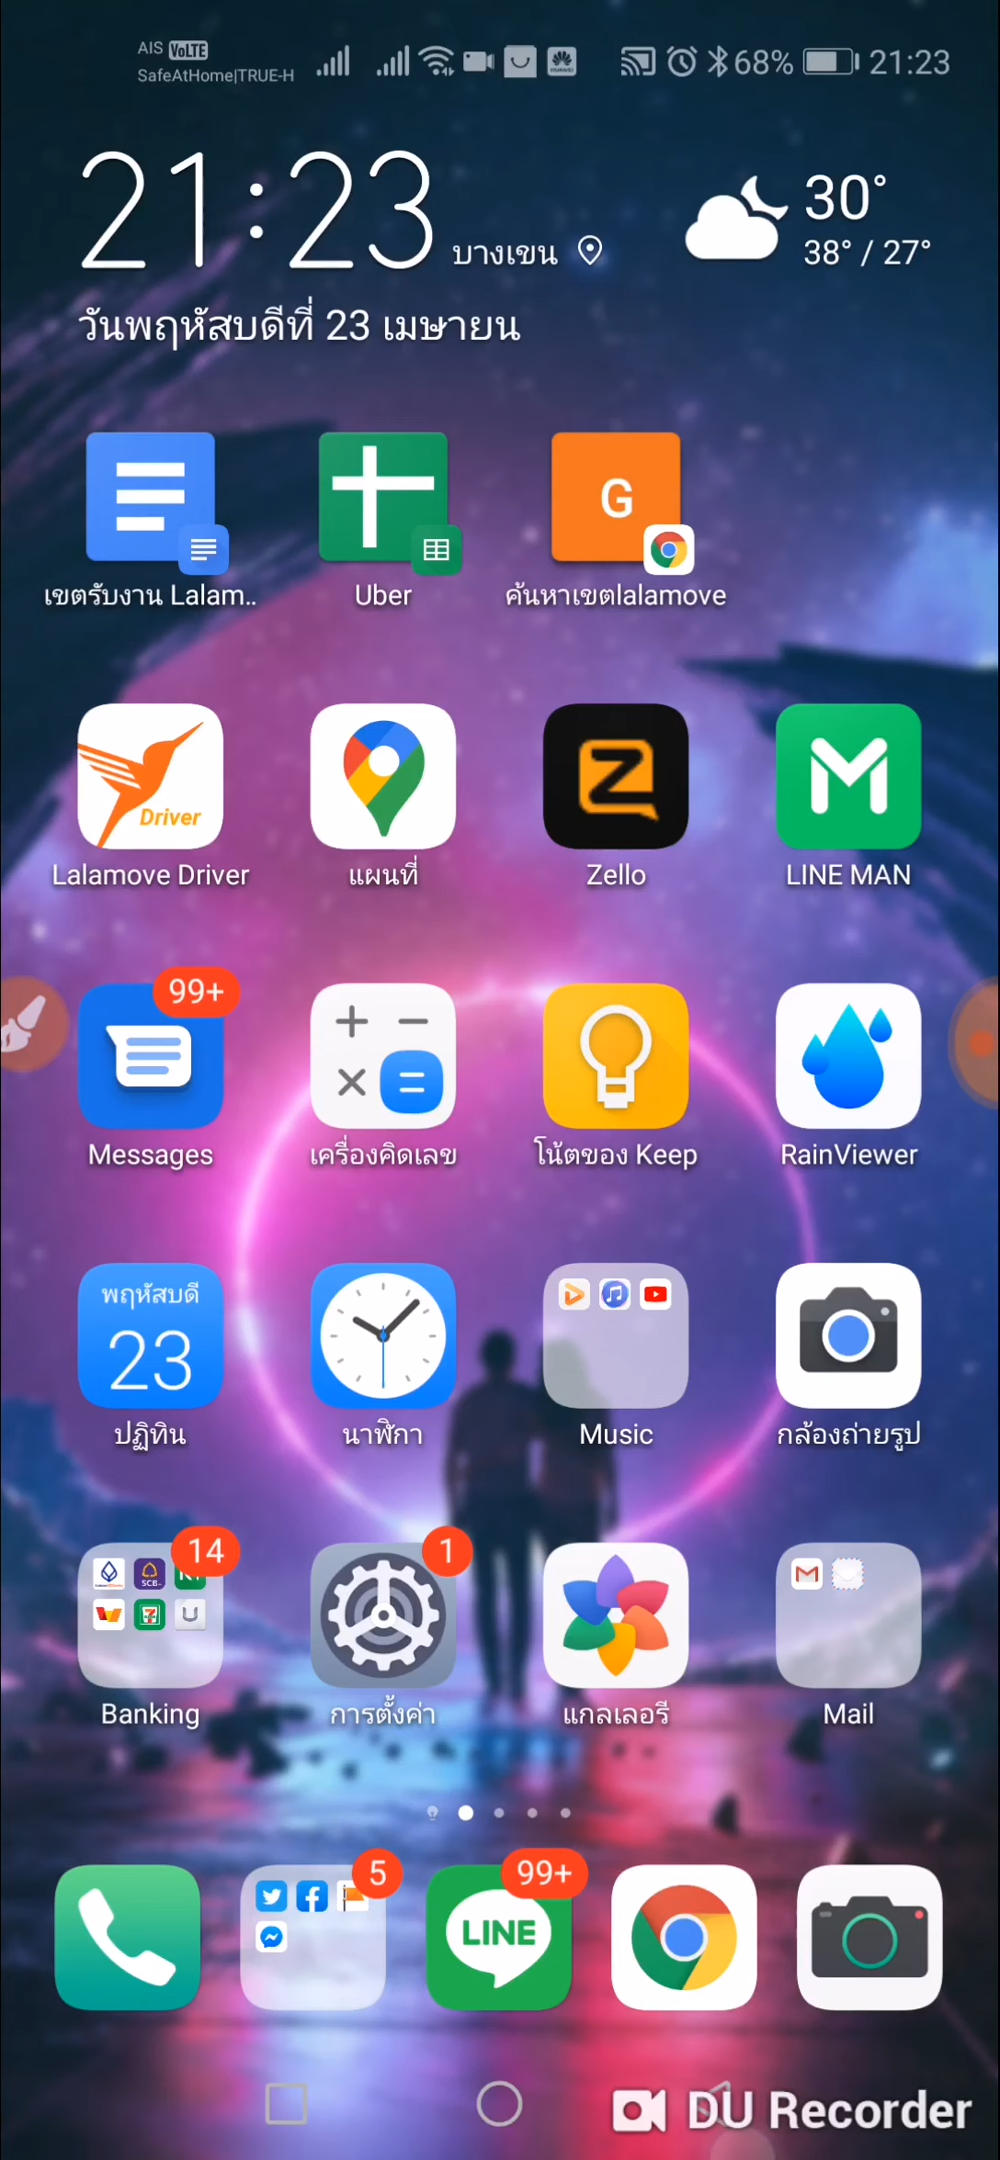 AIS VoLTE
SafeAtHome|TRUE-H
68% 21:23
21:23 บางเขน
30°
38° / 27°
วันพฤหัสบดีที่ 23 เมษายน
G
เขตรับงาน Lalam.. Uber ค้นหาเขตlalamove
Driver
Lalamove Driver แผนที่ Zello LINE MAN
99+
Messages เครื่องคิดเลข โน้ตของ Keep RainViewer
พฤหัสบดี
23
ปฏิทิน นาฬิกา Music กล้องถ่ายรูป
14 1
SCB
Banking การตั้งค่า แกลเลอรี Mail
5 99+
LINE
DU Recorder